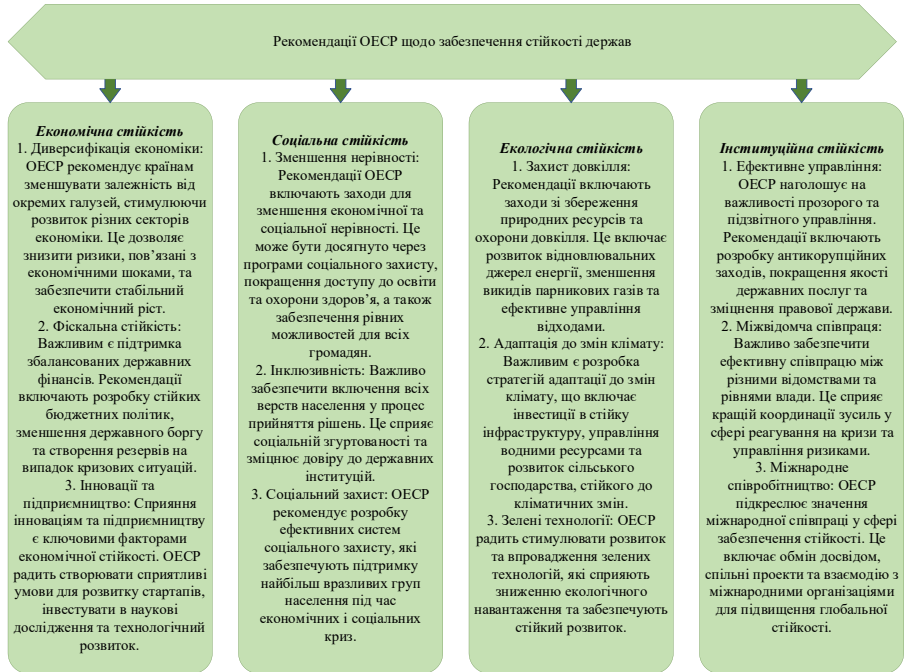 Рекомендації ОЕСР щодо забезпечення стійкості держав
Економічна стійкість
1. Диверсифікація економіки:
ОЕСР рекомендує країнам
зменшувати залежність від
окремих галузей, стимулюючи
розвиток різних секторів
економіки. Це дозволяє
знизити ризики, пов’язані з
економічними шоками, та
забезпечити стабільний
економічний ріст.
2. Фіскальна стійкість:
Важливим є підтримка
збалансованих державних
фінансів. Рекомендації
включають розробку стійких
бюджетних політик,
зменшення державного боргу
та створення резервів на
випадок кризових ситуацій.
3. Інновації та
підприємництво: Сприяння
інноваціям та підприємництву
є ключовими факторами
економічної стійкості. ОЕСР
радить створювати сприятливі
умови для розвитку стартапів,
інвестувати в наукові
дослідження та технологічний
розвиток.
Соціальна стійкість
1. Зменшення нерівності:
Рекомендації ОЕСР
включають заходи для
зменшення економічної та
соціальної нерівності. Це
може бути досягнуто через
програми соціального захисту,
покращення доступу до освіти
та охорони здоров’я, а також
забезпечення рівних
можливостей для всіх
громадян.
2. Інклюзивність: Важливо
забезпечити включення всіх
верств населення у процес
прийняття рішень. Це сприяє
соціальній згуртованості та
зміцнює довіру до державних
інституцій.
3. Соціальний захист: ОЕСР
рекомендує розробку
ефективних систем
соціального захисту, які
забезпечують підтримку
найбільш вразливих груп
населення під час
економічних і соціальних
криз.
Екологічна стійкість
1. Захист довкілля:
Рекомендації включають
заходи зі збереження
природних ресурсів та
охорони довкілля. Це включає
розвиток відновлювальних
джерел енергії, зменшення
викидів парникових газів та
ефективне управління
відходами.
2. Адаптація до змін клімату:
Важливим є розробка
стратегій адаптації до змін
клімату, що включає
інвестиції в стійку
інфраструктуру, управління
водними ресурсами та
розвиток сільського
господарства, стійкого до
кліматичних змін.
3. Зелені технології: ОЕСР
радить стимулювати розвиток
та впровадження зелених
технологій, які сприяють
зниженню екологічного
навантаження та забезпечують
стійкий розвиток.
Інституційна стійкість
1. Ефективне управління:
ОЕСР наголошує на
важливості прозорого та
підзвітного управління.
Рекомендації включають
розробку антикорупційних
заходів, покращення якості
державних послуг та
зміцнення правової держави.
2. Міжвідомча співпраця:
Важливо забезпечити
ефективну співпрацю між
різними відомствами та
рівнями влади. Це сприяє
кращій координації зусиль у
сфері реагування на кризи та
управління ризиками.
3. Міжнародне
співробітництво: ОЕСР
підкреслює значення
міжнародної співпраці у сфері
забезпечення стійкості. Це
включає обмін досвідом,
спільні проекти та взаємодію з
міжнародними організаціями
для підвищення глобальної
стійкості.